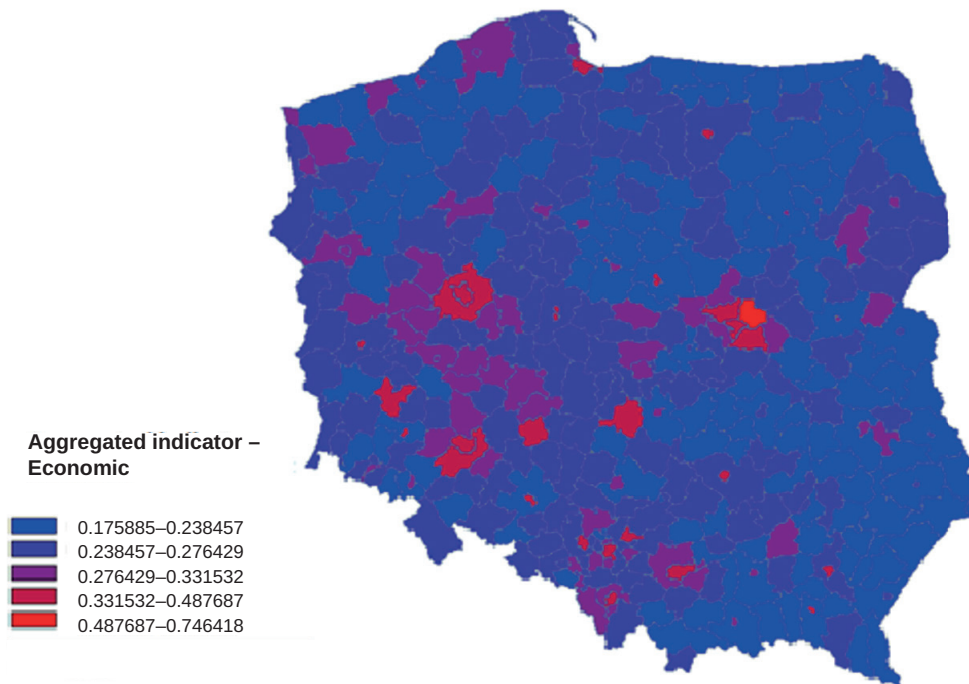 Aggregated indicator –
Economic
0.175885–0.238457
0.238457–0.276429
0.276429–0.331532
0.331532–0.487687
0.487687–0.746418